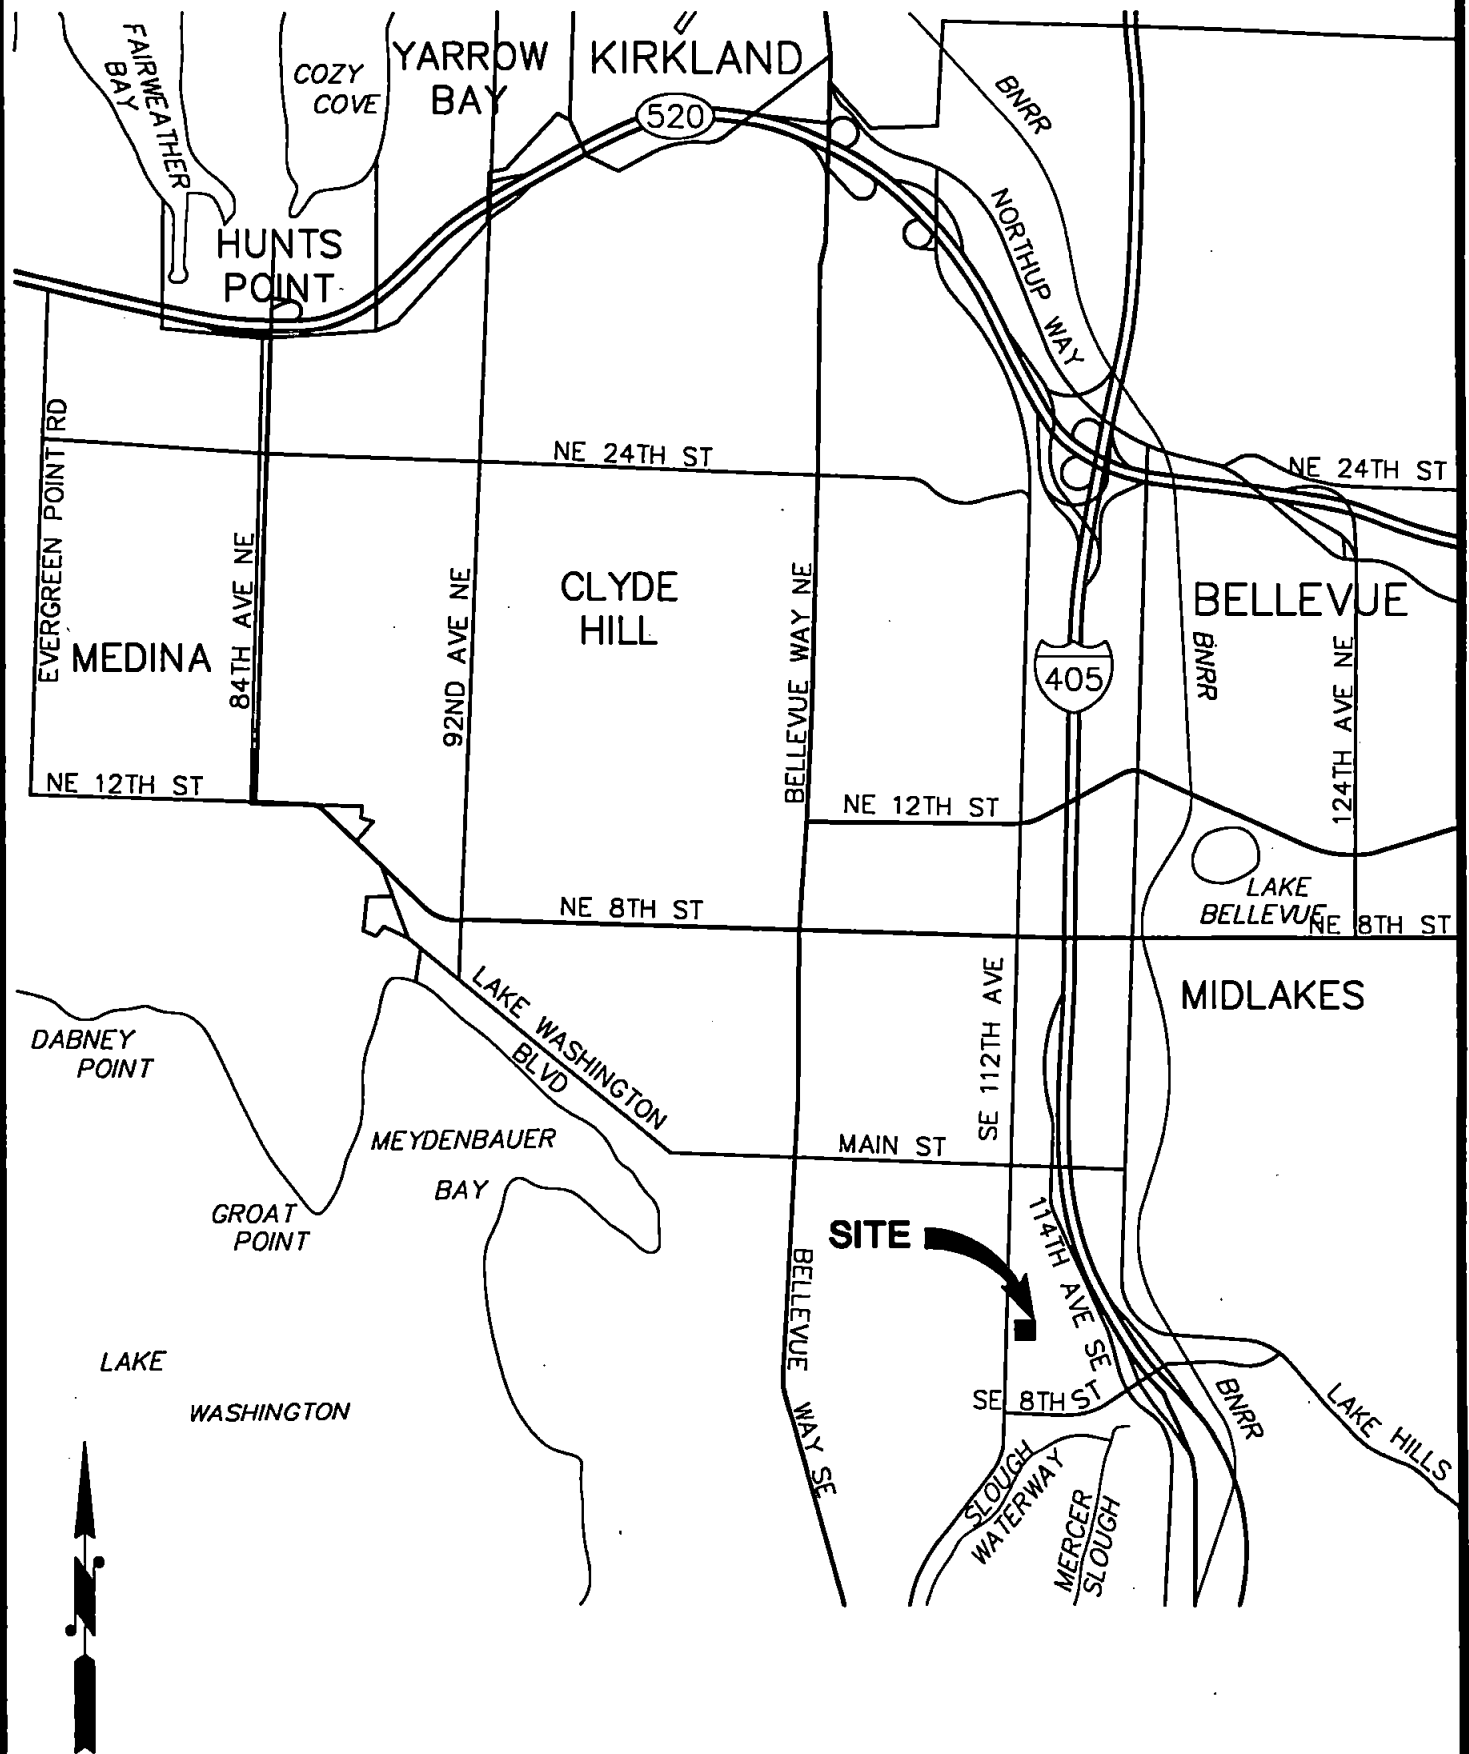 FAIRWEATHER
BAY
COZY
COVE
YARROW
BAY
KIRKLAND
520
BNRR
HUNTS
POINT
NORTHUP WAY
EVERGREEN POINT RD
NE 24TH ST
NE 24TH ST
84TH AVE NE
92ND AVE NE
CLYDE
HILL
BELLEVUE WAY NE
BELLEVUE
MEDINA
405
BNRR
124TH AVE NE
NE 12TH ST
NE 12TH ST
LAKE
BELLEVUE
NE 8TH ST
NE 8TH ST
LAKE WASHINGTON
BLVD
SE 112TH AVE
MIDLAKES
DABNEY
POINT
MEYDENBAUER
BAY
MAIN ST
GROAT
POINT
SITE
114TH AVE SE
BELLEVUE WAY SE
LAKE
WASHINGTON
SE 8TH ST
BNRR
LAKE HILLS
SLOUGH
WATERWAY
MERCER
SLOUGH
N